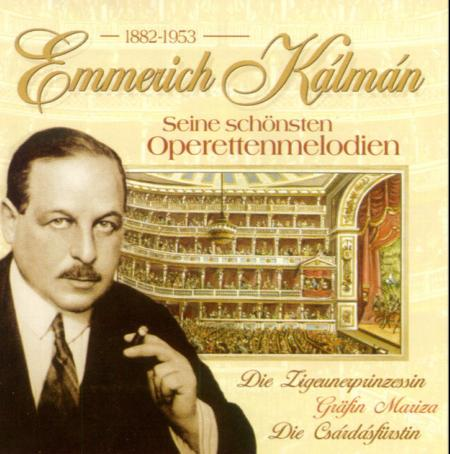 1882-1953
Emmerich Kálmán
Seine schönsten
Operettenmelodien
Die Zigeunerprinzessin
Gräfin Mariza
Die Csárdásfürstin